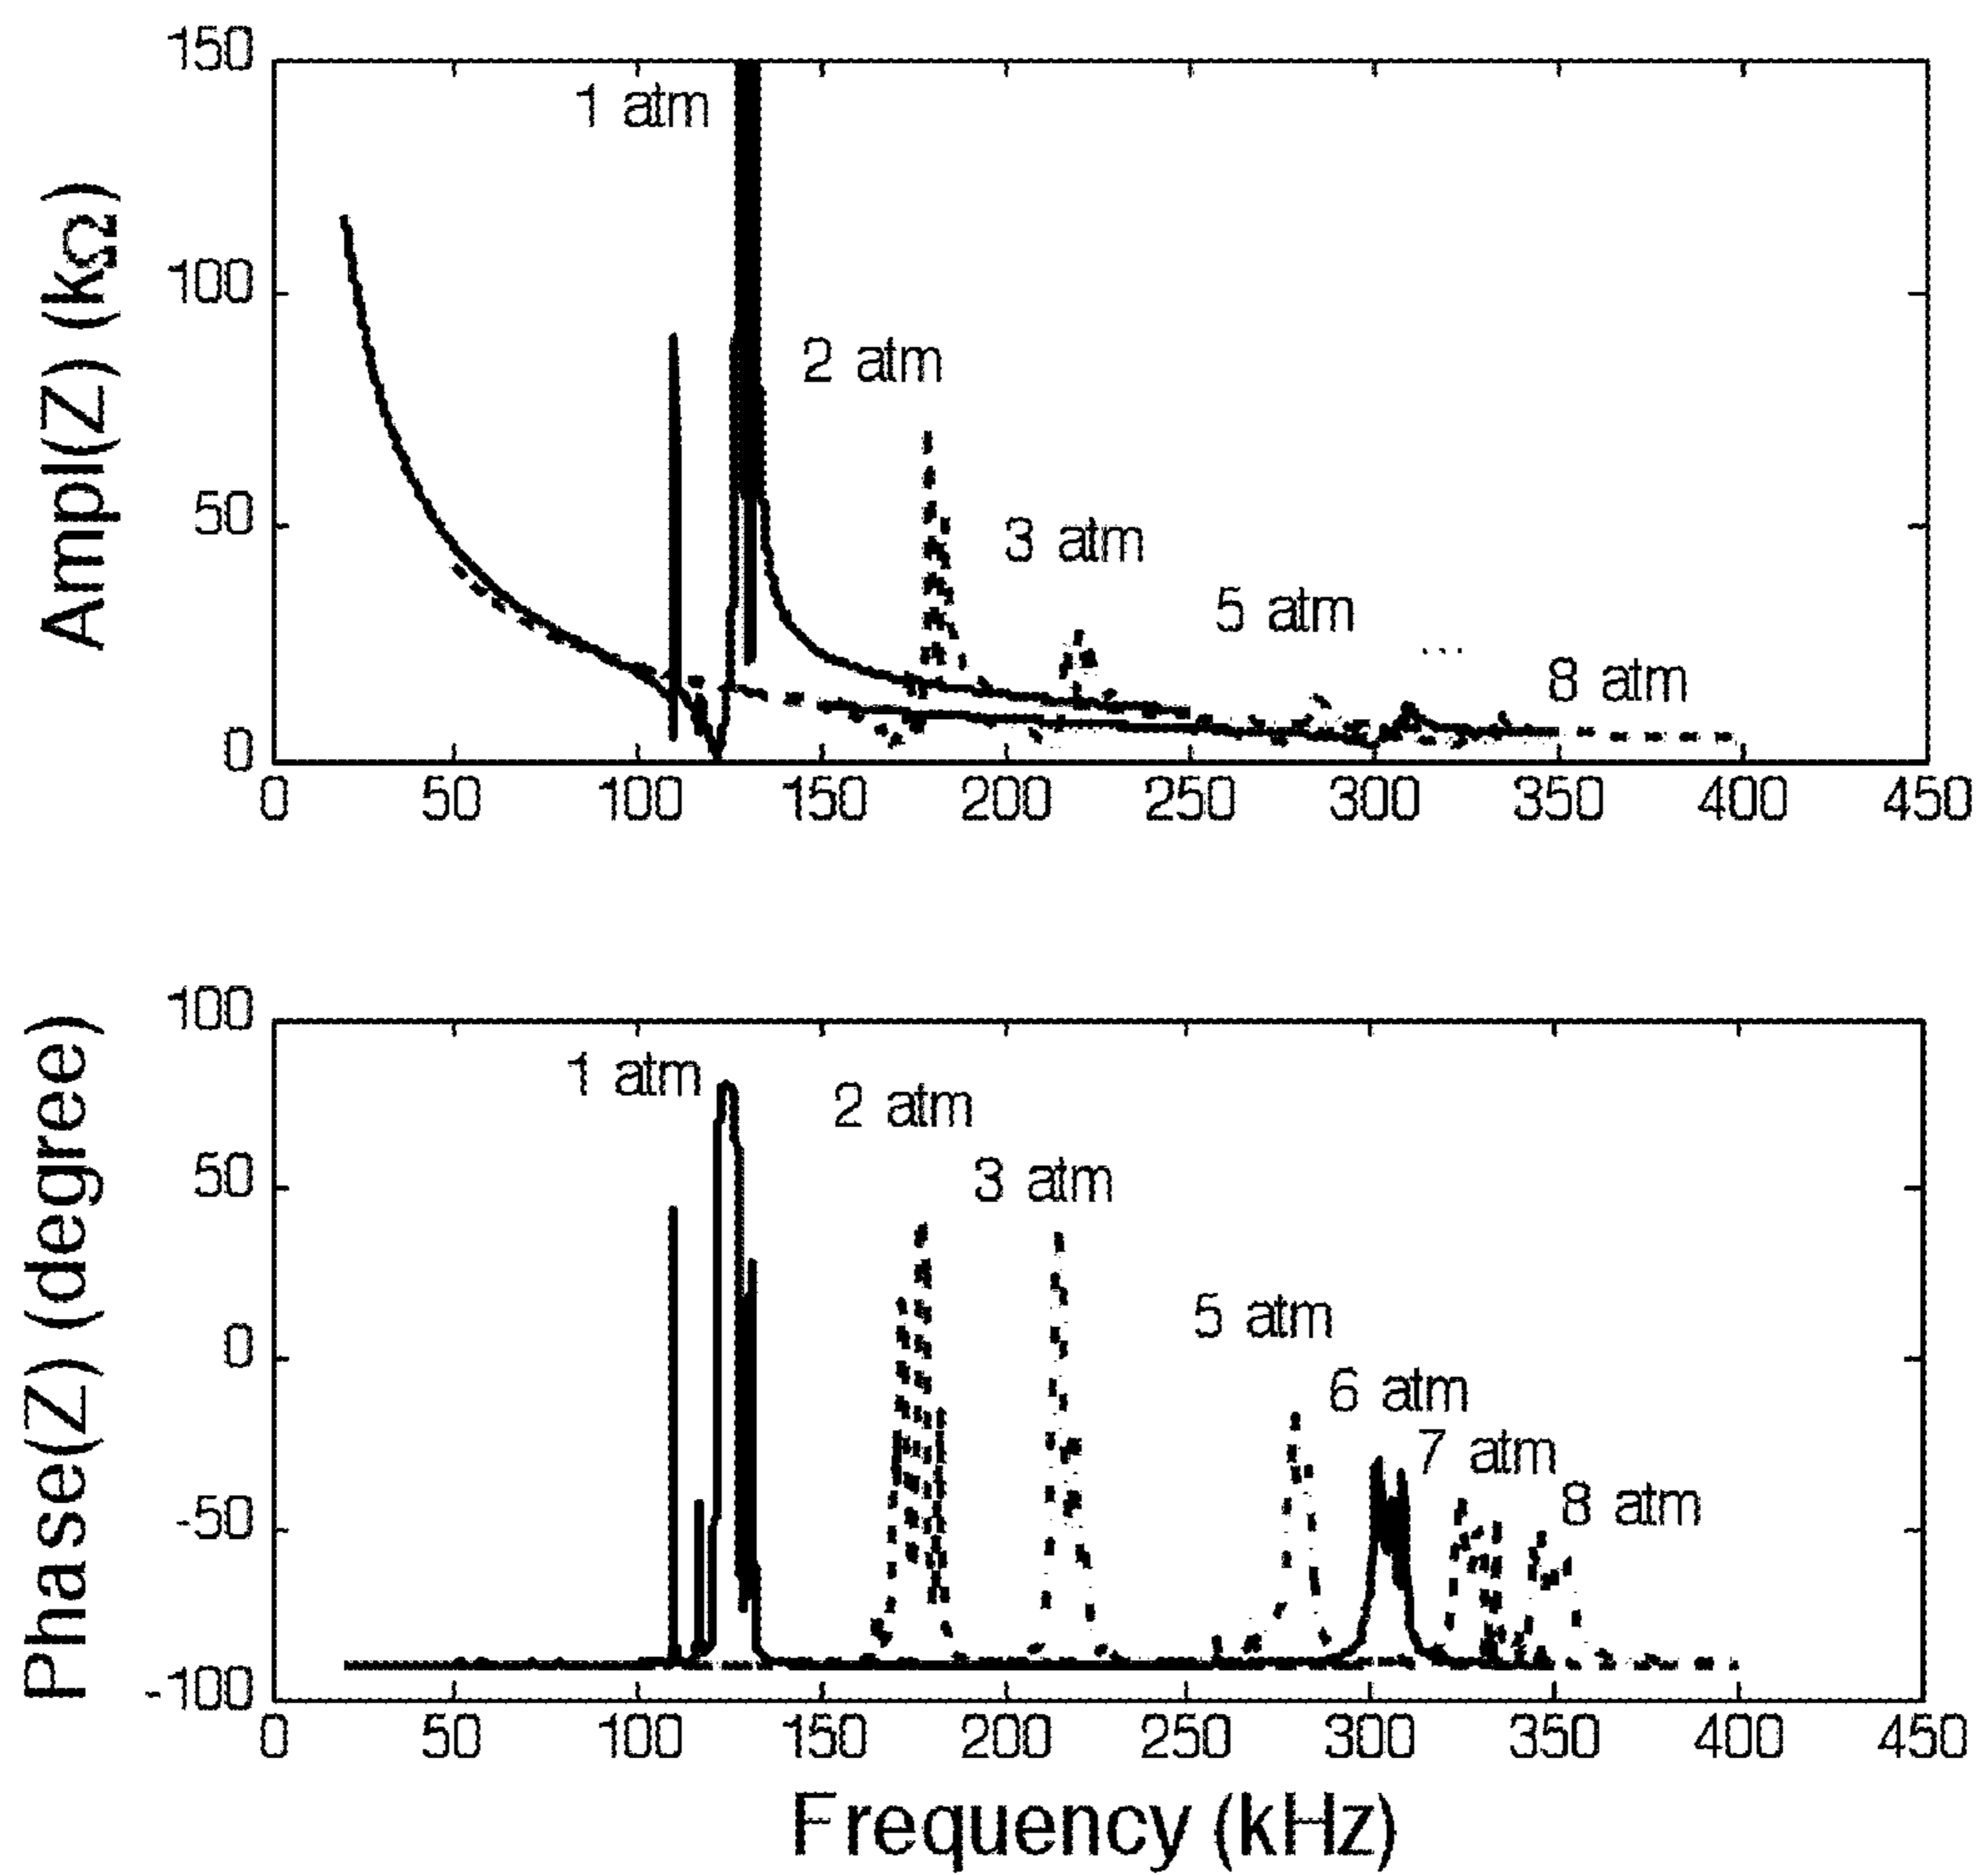 150
1 atm
Ampl(Z) (kΩ)
100
2 atm
50
3 atm
5 atm
8 atm
0
0 50 100 150 200 250 300 350 400 450
100
1 atm
2 atm
Phase(Z) (degree)
50
3 atm
0
5 atm
6 atm
7 atm
-50
8 atm
-100
0 50 100 150 200 250 300 350 400 450
Frequency (kHz)